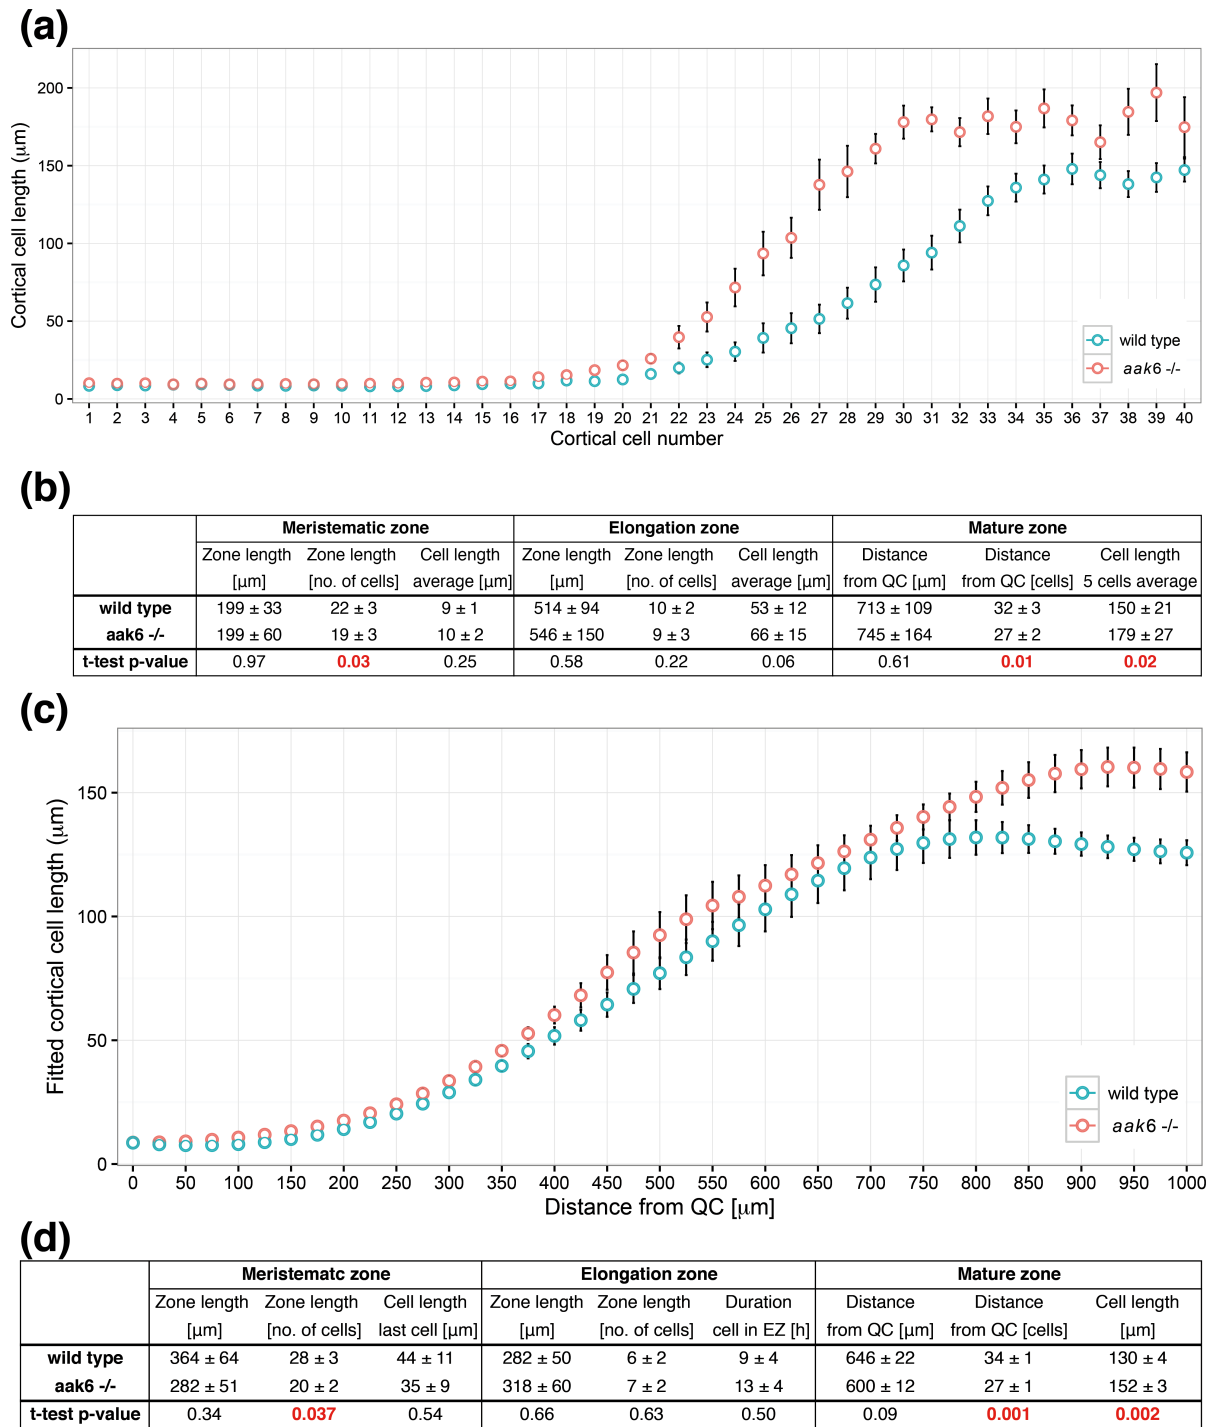 (a)
200
150
100
50
0
Cortical cell length (μm)
1 2 3 4 5 6 7 8 9 10 11 12 13 14 15 16 17 18 19 20 21 22 23 24 25 26 27 28 29 30 31 32 33 34 35 36 37 38 39 40
Cortical cell number
wild type
aak6 -/-
(b)
Meristematic zone Elongation zone Mature zone
Zone length Zone length Cell length Zone length Zone length Cell length Distance Distance Cell length
[μm] [no. of cells] average [μm] [μm] [no. of cells] average [μm] from QC [μm] from QC [cells] 5 cells average
wild type 199 ± 33 22 ± 3 9 ± 1 514 ± 94 10 ± 2 53 ± 12 713 ± 109 32 ± 3 150 ± 21
aak6 -/- 199 ± 60 19 ± 3 10 ± 2 546 ± 150 9 ± 3 66 ± 15 745 ± 164 27 ± 2 179 ± 27
t-test p-value 0.97 0.03 0.25 0.58 0.22 0.06 0.61 0.01 0.02
(c)
150
100
50
0
Fitted cortical cell length (μm)
0 50 100 150 200 250 300 350 400 450 500 550 600 650 700 750 800 850 900 950 1000
Distance from QC [μm]
wild type
aak6 -/-
(d)
Meristematc zone Elongation zone Mature zone
Zone length Zone length Cell length Zone length Zone length Duration Distance Distance Cell length
[μm] [no. of cells] last cell [μm] [μm] [no. of cells] cell in EZ [h] from QC [μm] from QC [cells] [μm]
wild type 364 ± 64 28 ± 3 44 ± 11 282 ± 50 6 ± 2 9 ± 4 646 ± 22 34 ± 1 130 ± 4
aak6 -/- 282 ± 51 20 ± 2 35 ± 9 318 ± 60 7 ± 2 13 ± 4 600 ± 12 27 ± 1 152 ± 3
t-test p-value 0.34 0.037 0.54 0.66 0.63 0.50 0.09 0.001 0.002